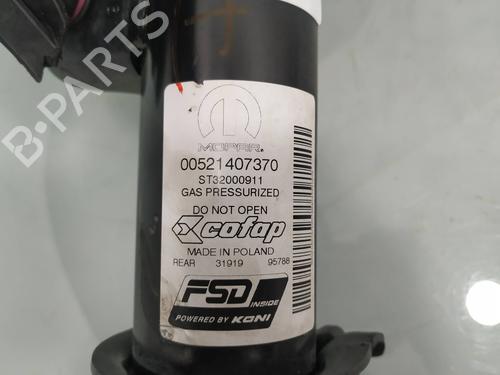 B-PARTS
MOPAR.
00521407370
ST32000911
GAS PRESSURIZED
DO NOT OPEN
cofap
MADE IN POLAND
REAR 31919 95788
FSD INSIDE
POWERED BY KONI